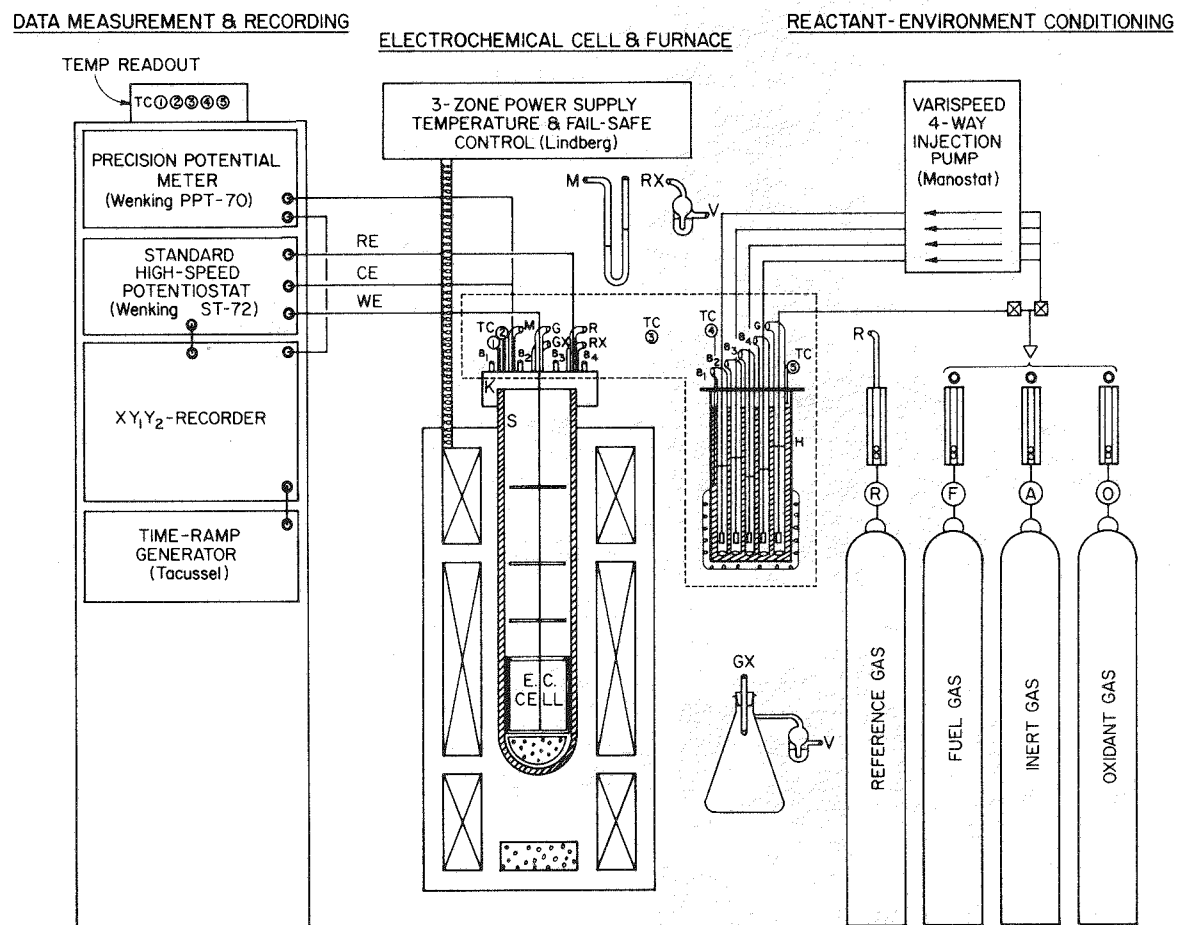 DATA MEASUREMENT & RECORDING
ELECTROCHEMICAL CELL & FURNACE
REACTANT-ENVIRONMENT CONDITIONING
TEMP READOUT
TC①②③④⑤
PRECISION POTENTIAL
METER
(Wenking PPT-70)
STANDARD
HIGH-SPEED
POTENTIOSTAT
(Wenking ST-72)
XY₁Y₂-RECORDER
TIME-RAMP
GENERATOR
(Tacussel)
RE
CE
WE
3-ZONE POWER SUPPLY
TEMPERATURE & FAIL-SAFE
CONTROL (Lindberg)
M
RX
V
TC
①
②
M
G
GX
R
RX
B₁
B₂
B₃
B₄
K
S
E. C.
CELL
TC
③
TC
④
B₁
B₂
B₃
B₄
G
TC
⑤
H
GX
V
VARISPEED
4-WAY
INJECTION
PUMP
(Manostat)
R
R
F
A
O
REFERENCE GAS
FUEL GAS
INERT GAS
OXIDANT GAS